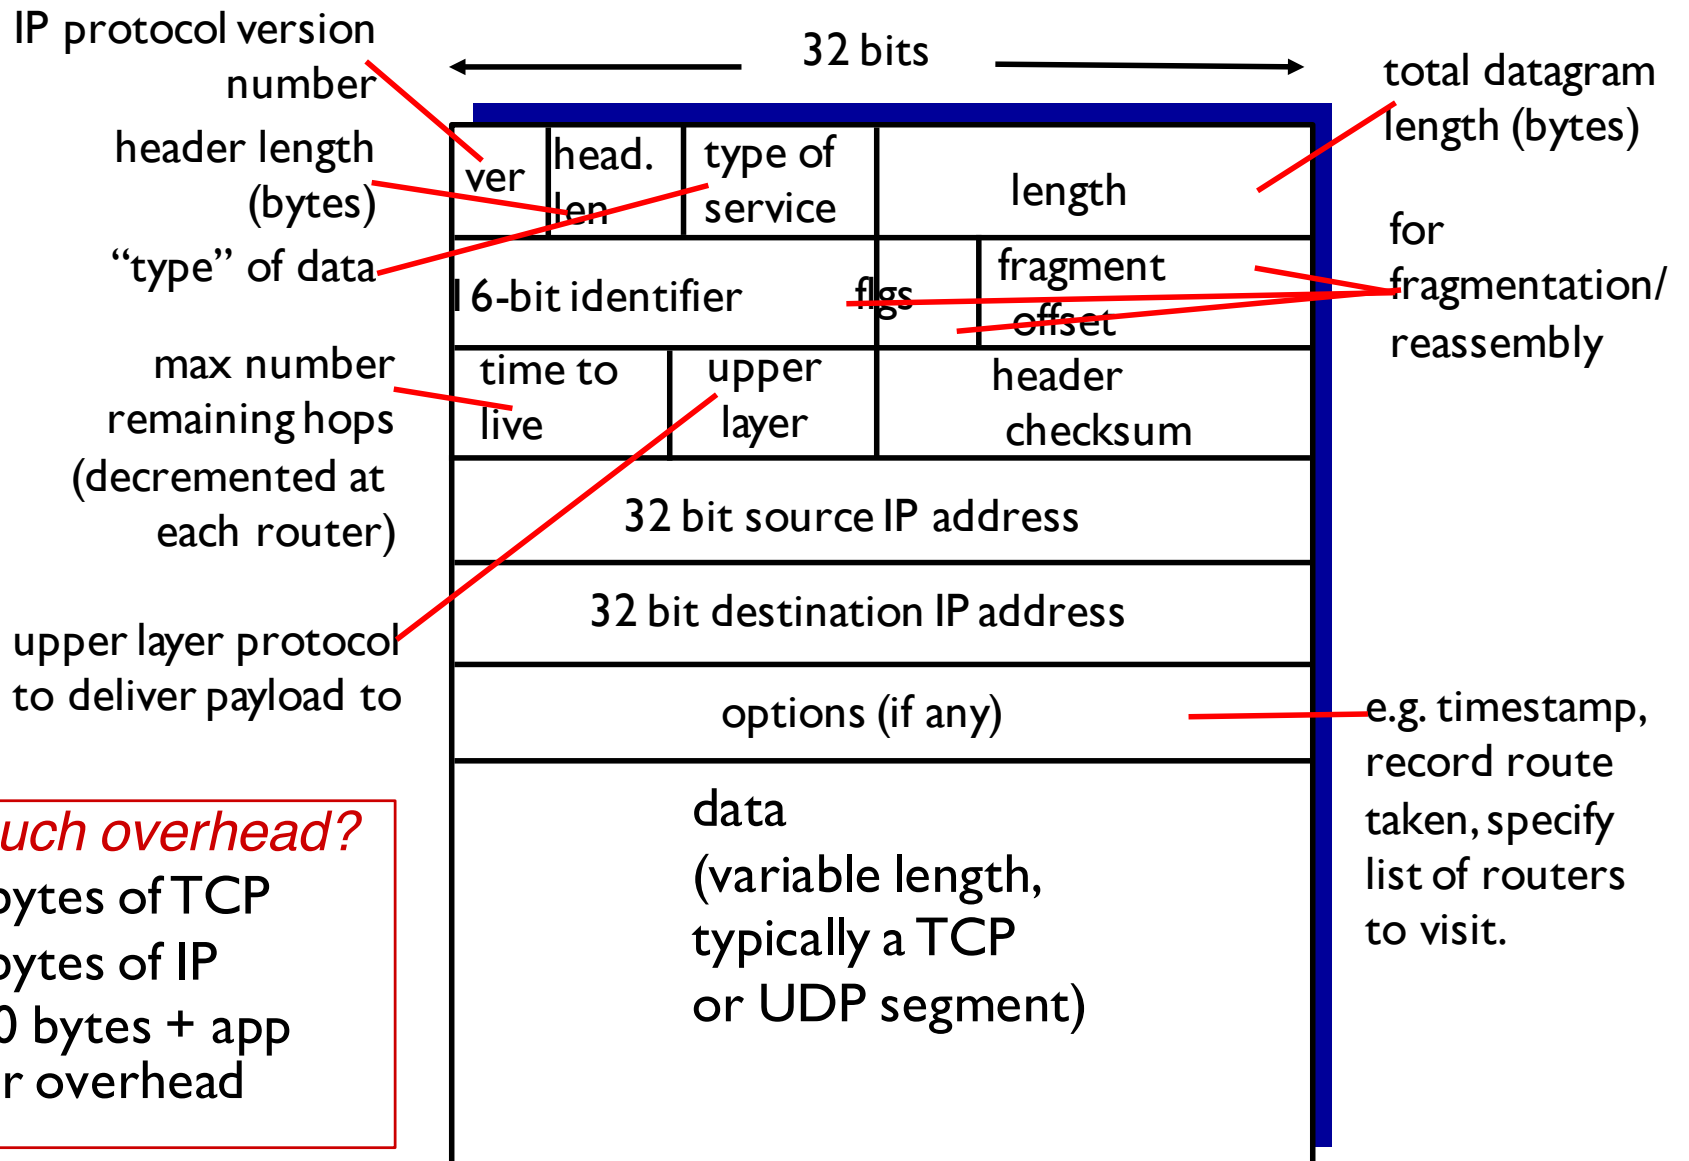 IP protocol version
number
header length
(bytes)
“type” of data
max number
remaining hops
(decremented at
each router)
upper layer protocol
to deliver payload to
32 bits
ver
head.
len
type of
service
length
16-bit identifier
flgs
fragment
offset
time to
live
upper
layer
header
checksum
32 bit source IP address
32 bit destination IP address
options (if any)
data
(variable length,
typically a TCP
or UDP segment)
total datagram
length (bytes)
for
fragmentation/
reassembly
e.g. timestamp,
record route
taken, specify
list of routers
to visit.
uch overhead?
bytes of TCP
bytes of IP
0 bytes + app
r overhead